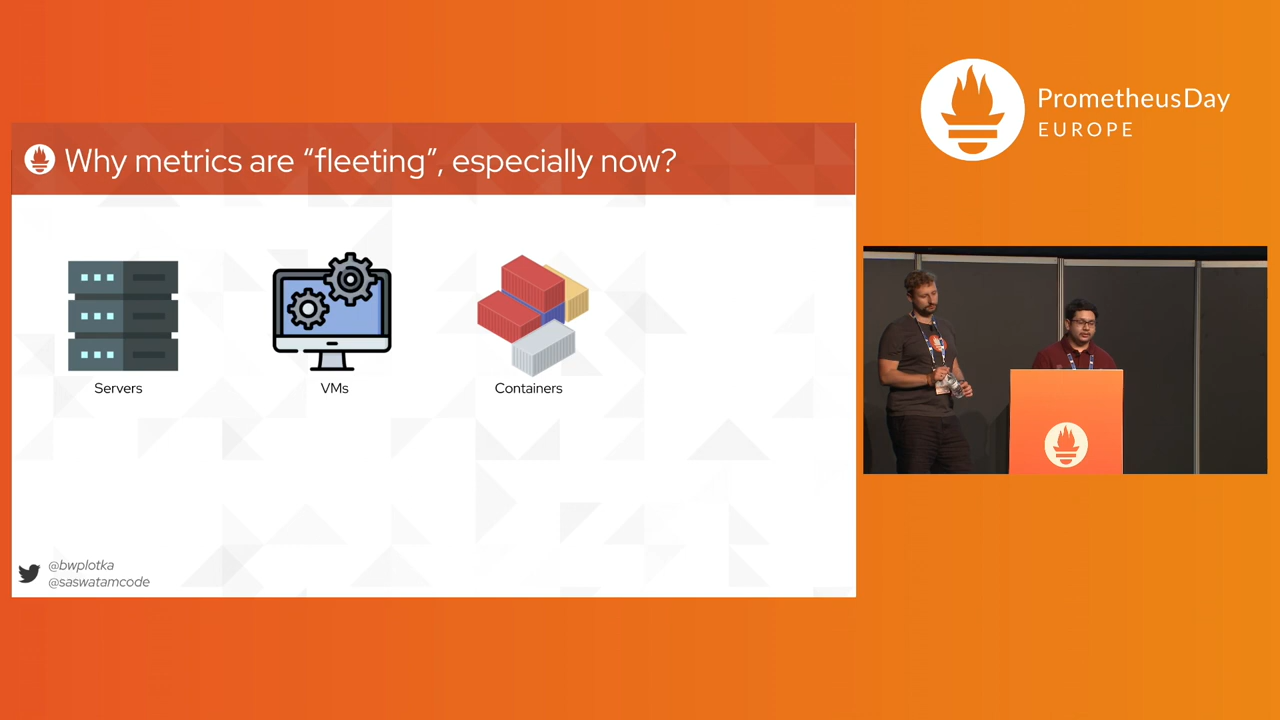 PrometheusDay
EUROPE
Why metrics are “fleeting”, especially now?
Servers
VMs
Containers
@bwplotka
@saswatamcode